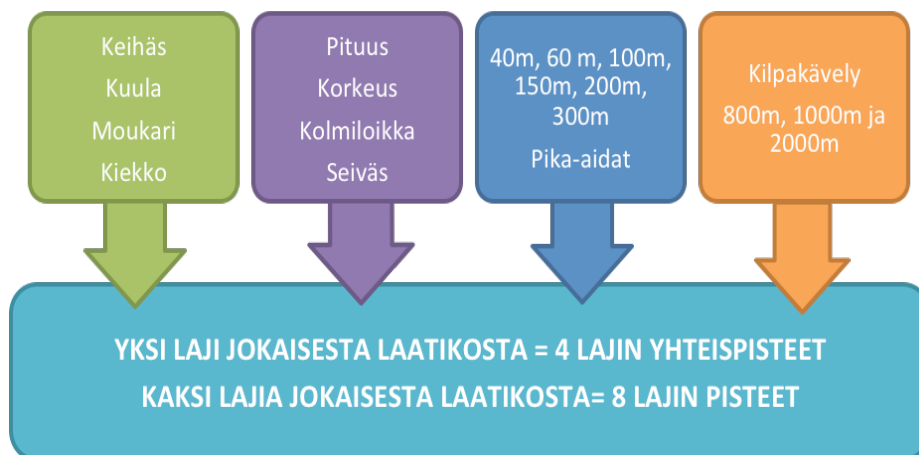 Keihäs
Kuula
Moukari
Kiekko
Pituus
Korkeus
Kolmiloikka
Seiväs
40m, 60 m, 100m,
150m, 200m,
300m
Pika-aidat
Kilpakävely
800m, 1000m ja
2000m
YKSI LAJI JOKAISESTA LAATIKOSTA = 4 LAJIN YHTEISPISTEET
KAKSI LAJIA JOKAISESTA LAATIKOSTA= 8 LAJIN PISTEET